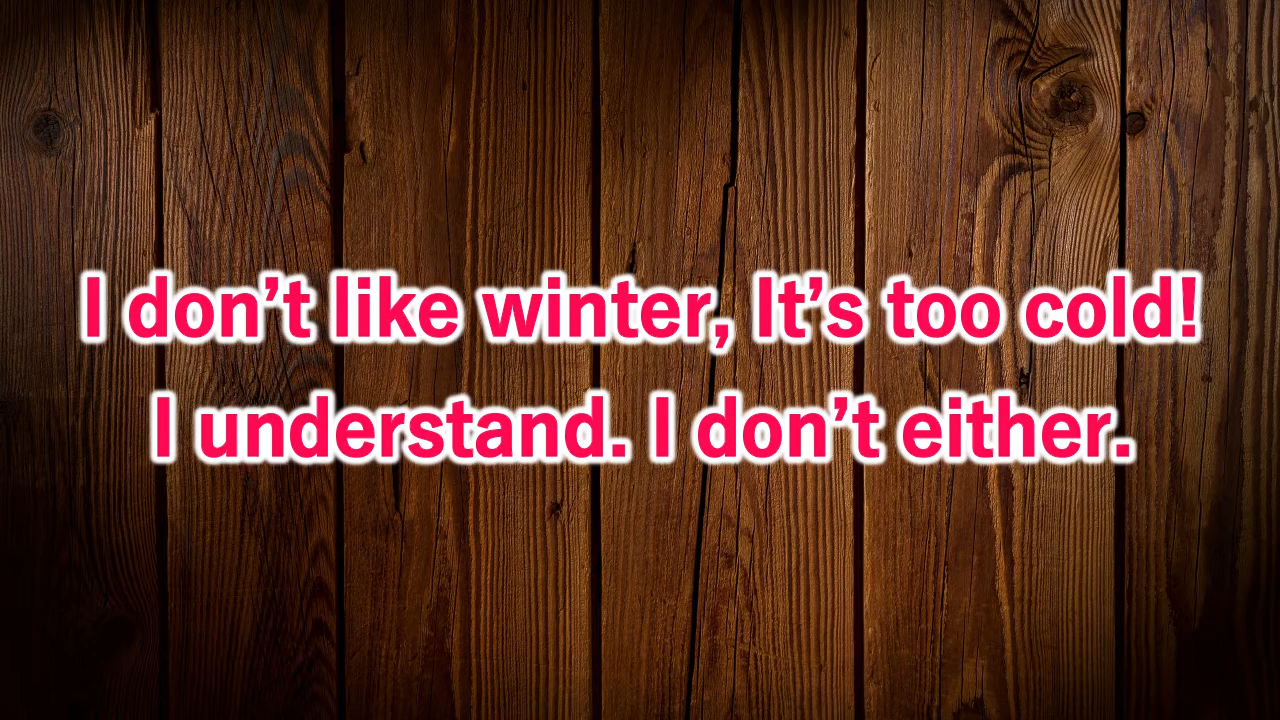 I don’t like winter, It’s too cold!
I understand. I don’t either.